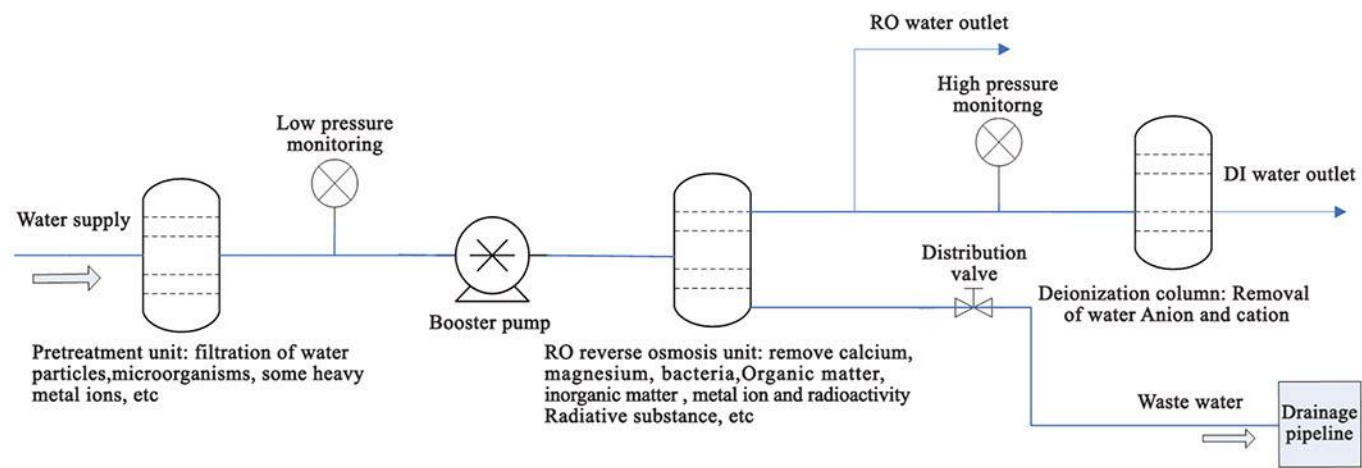 RO water outlet
High pressure
monitorng
Low pressure
monitoring
DI water outlet
Water supply
Distribution
valve
Deionization column: Removal
of water Anion and cation
Booster pump
Pretreatment unit: filtration of water
particles,microorganisms, some heavy
metal ions, etc
RO reverse osmosis unit: remove calcium,
magnesium, bacteria,Organic matter,
inorganic matter , metal ion and radioactivity
Radiative substance, etc
Waste water
Drainage
pipeline